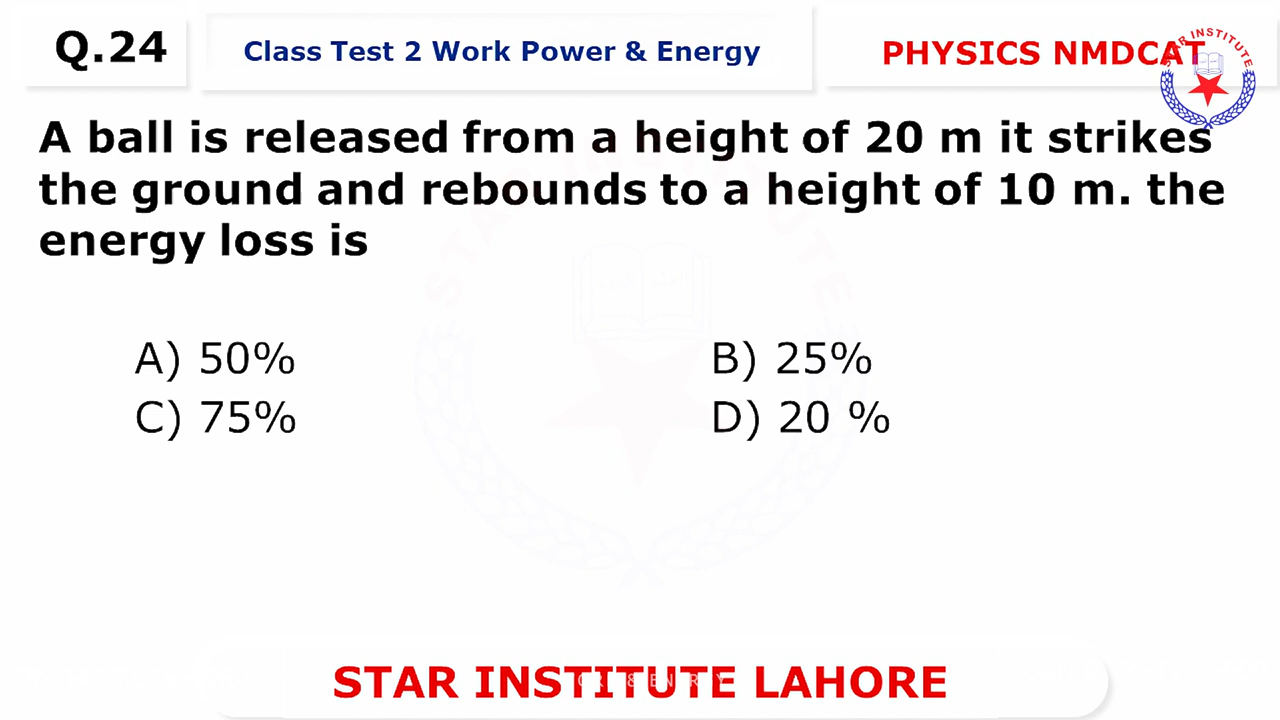 Q.24
Class Test 2 Work Power & Energy
PHYSICS NMDCAT
STAR INSTITUTE
A ball is released from a height of 20 m it strikes
the ground and rebounds to a height of 10 m. the
energy loss is
A) 50%
B) 25%
C) 75%
D) 20 %
STAR INSTITUTE LAHORE